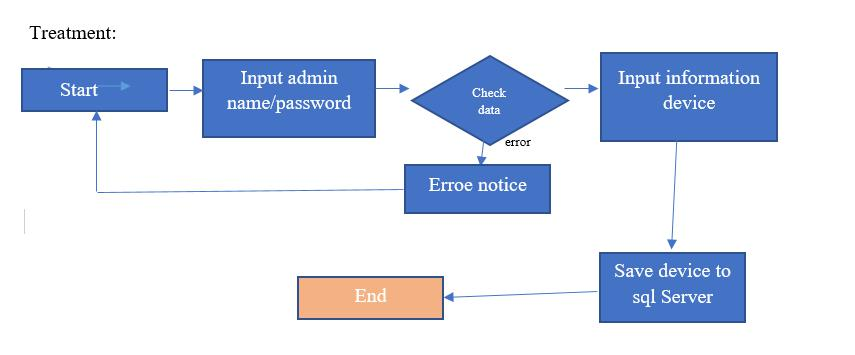 Treatment:
Start
Input admin
name/password
Check
data
Input information
device
error
Erroe notice
Save device to
sql Server
End